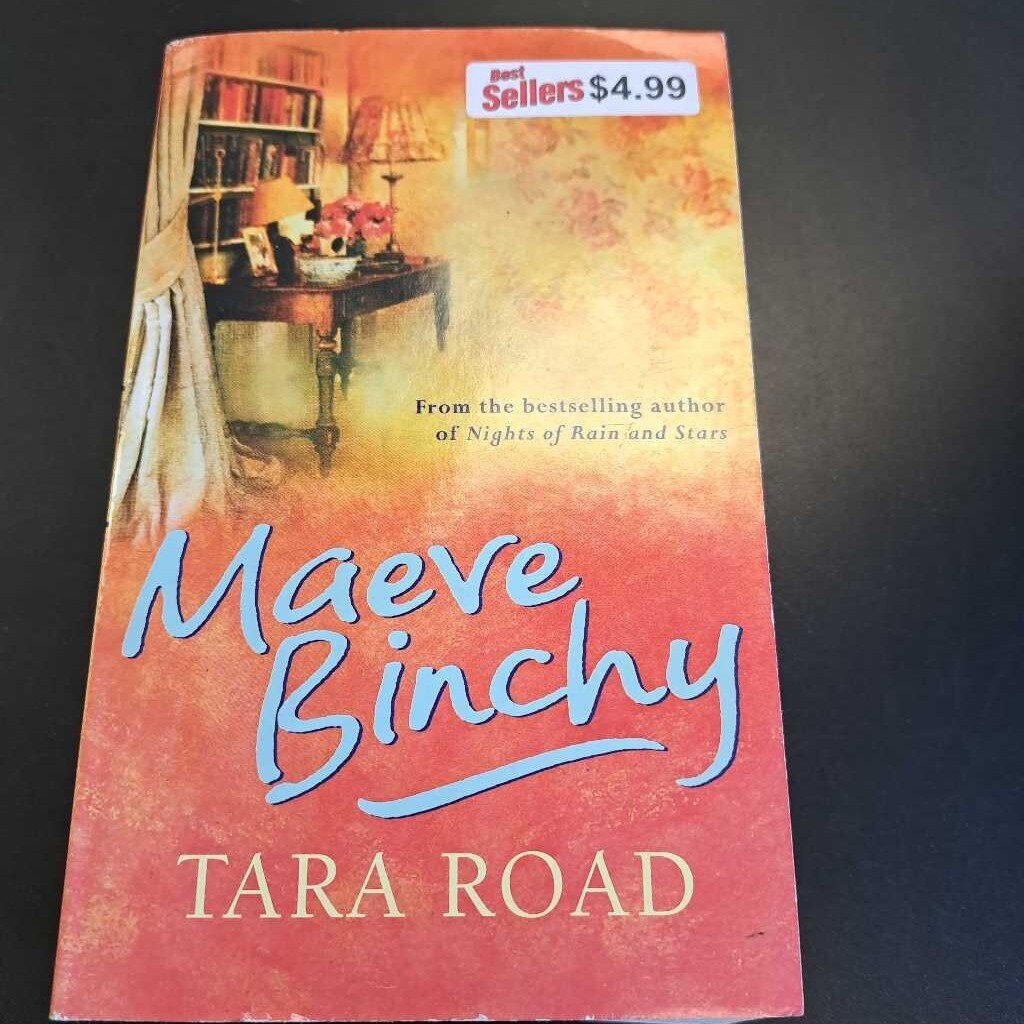 Best
Sellers $4.99
From the bestselling author
of Nights of Rain and Stars
Maeve
Binchy
TARA ROAD